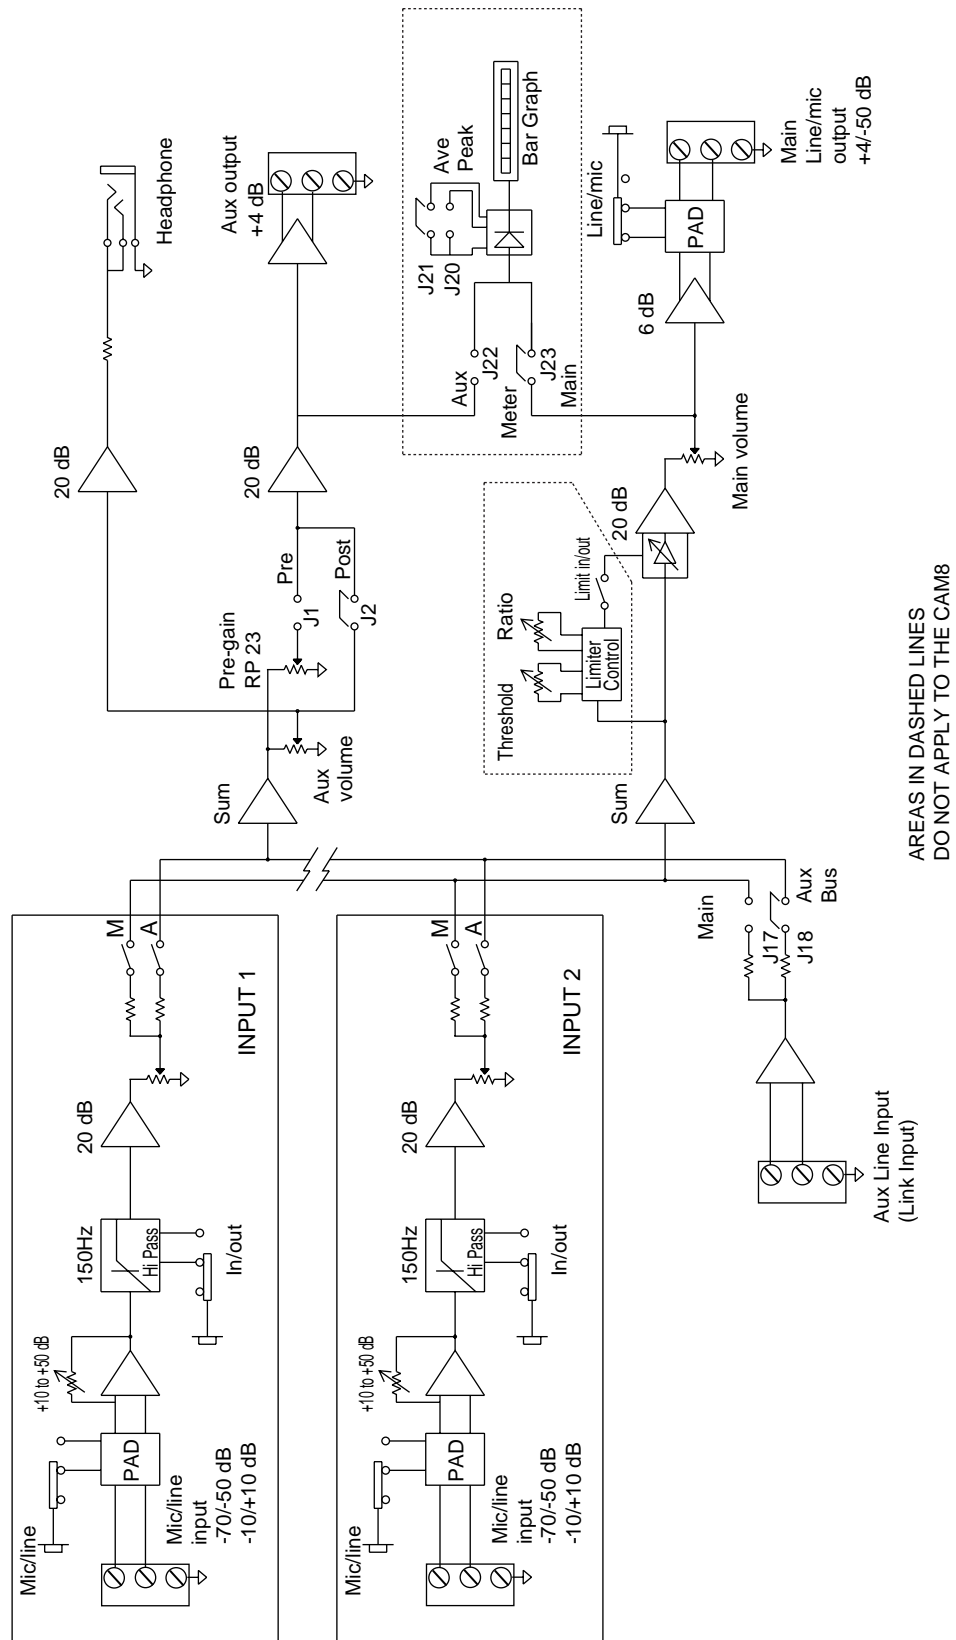 Mic/line
PAD
+10 to +50 dB
150Hz
Hi Pass
In/out
20 dB
M
A
Mic/line
input
-70/-50 dB
-10/+10 dB
INPUT 1
Mic/line
PAD
+10 to +50 dB
150Hz
Hi Pass
In/out
20 dB
M
A
Mic/line
input
-70/-50 dB
-10/+10 dB
INPUT 2
Aux Line Input
(Link Input)
Main
J17
J18
Aux
Bus
Sum
Aux
volume
Pre-gain
RP 23
Pre
J1
Post
J2
20 dB
Headphone
20 dB
Aux output
+4 dB
Sum
Threshold
Ratio
Limiter
Control
Limit in/out
20 dB
Main volume
Aux
J22
Meter
J23
Main
J21
J20
Ave
Peak
Bar Graph
6 dB
Line/mic
PAD
Main
Line/mic
output
+4/-50 dB
AREAS IN DASHED LINES
DO NOT APPLY TO THE CAM8